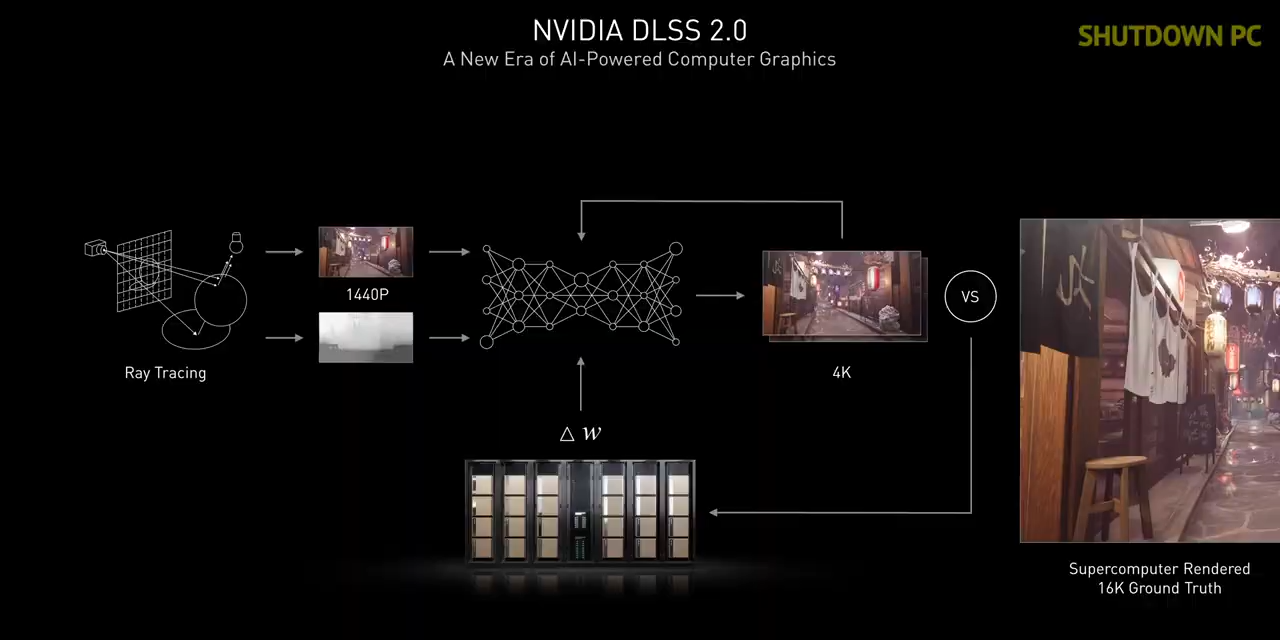 NVIDIA DLSS 2.0
A New Era of AI-Powered Computer Graphics
SHUTDOWN PC
1440P
Ray Tracing
4K
VS
△ w
Supercomputer Rendered
16K Ground Truth